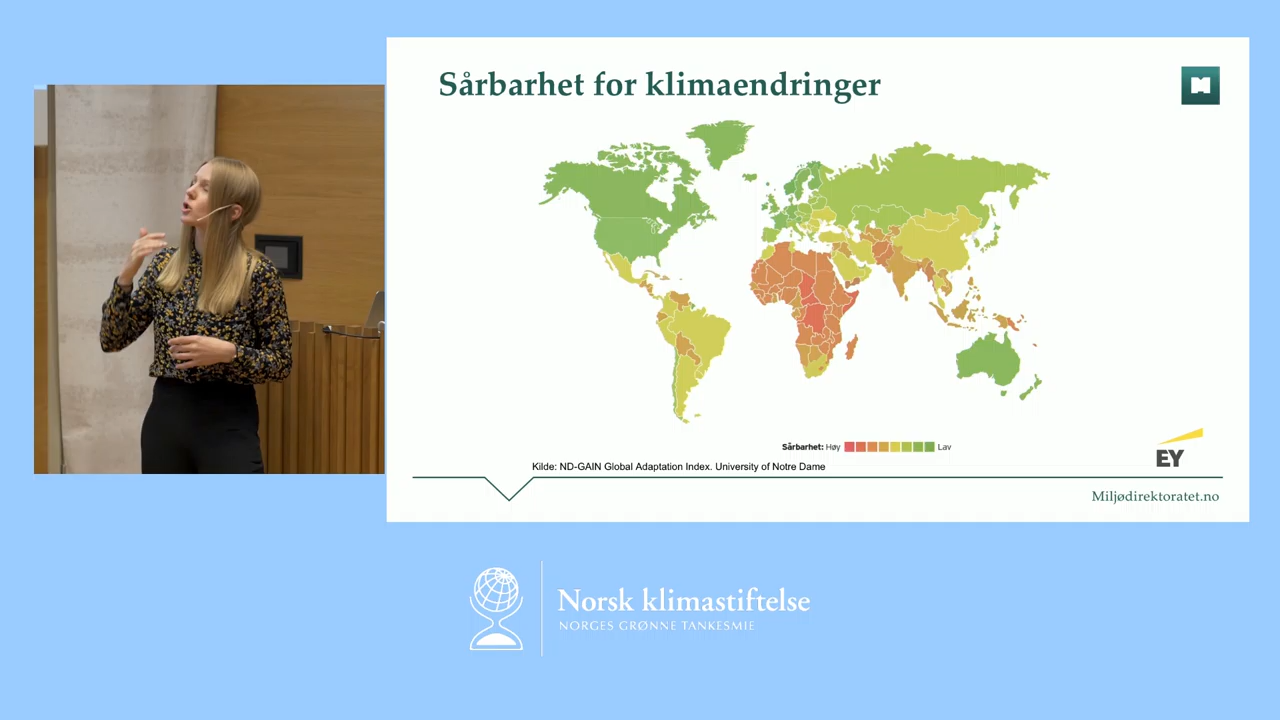 Sårbarhet for klimaendringer
Sårbarhet: Høy Lav
Kilde: ND-GAIN Global Adaptation Index. University of Notre Dame
EY
Miljødirektoratet.no
Norsk klimastiftelse
NORGES GRØNNE TANKESMIE